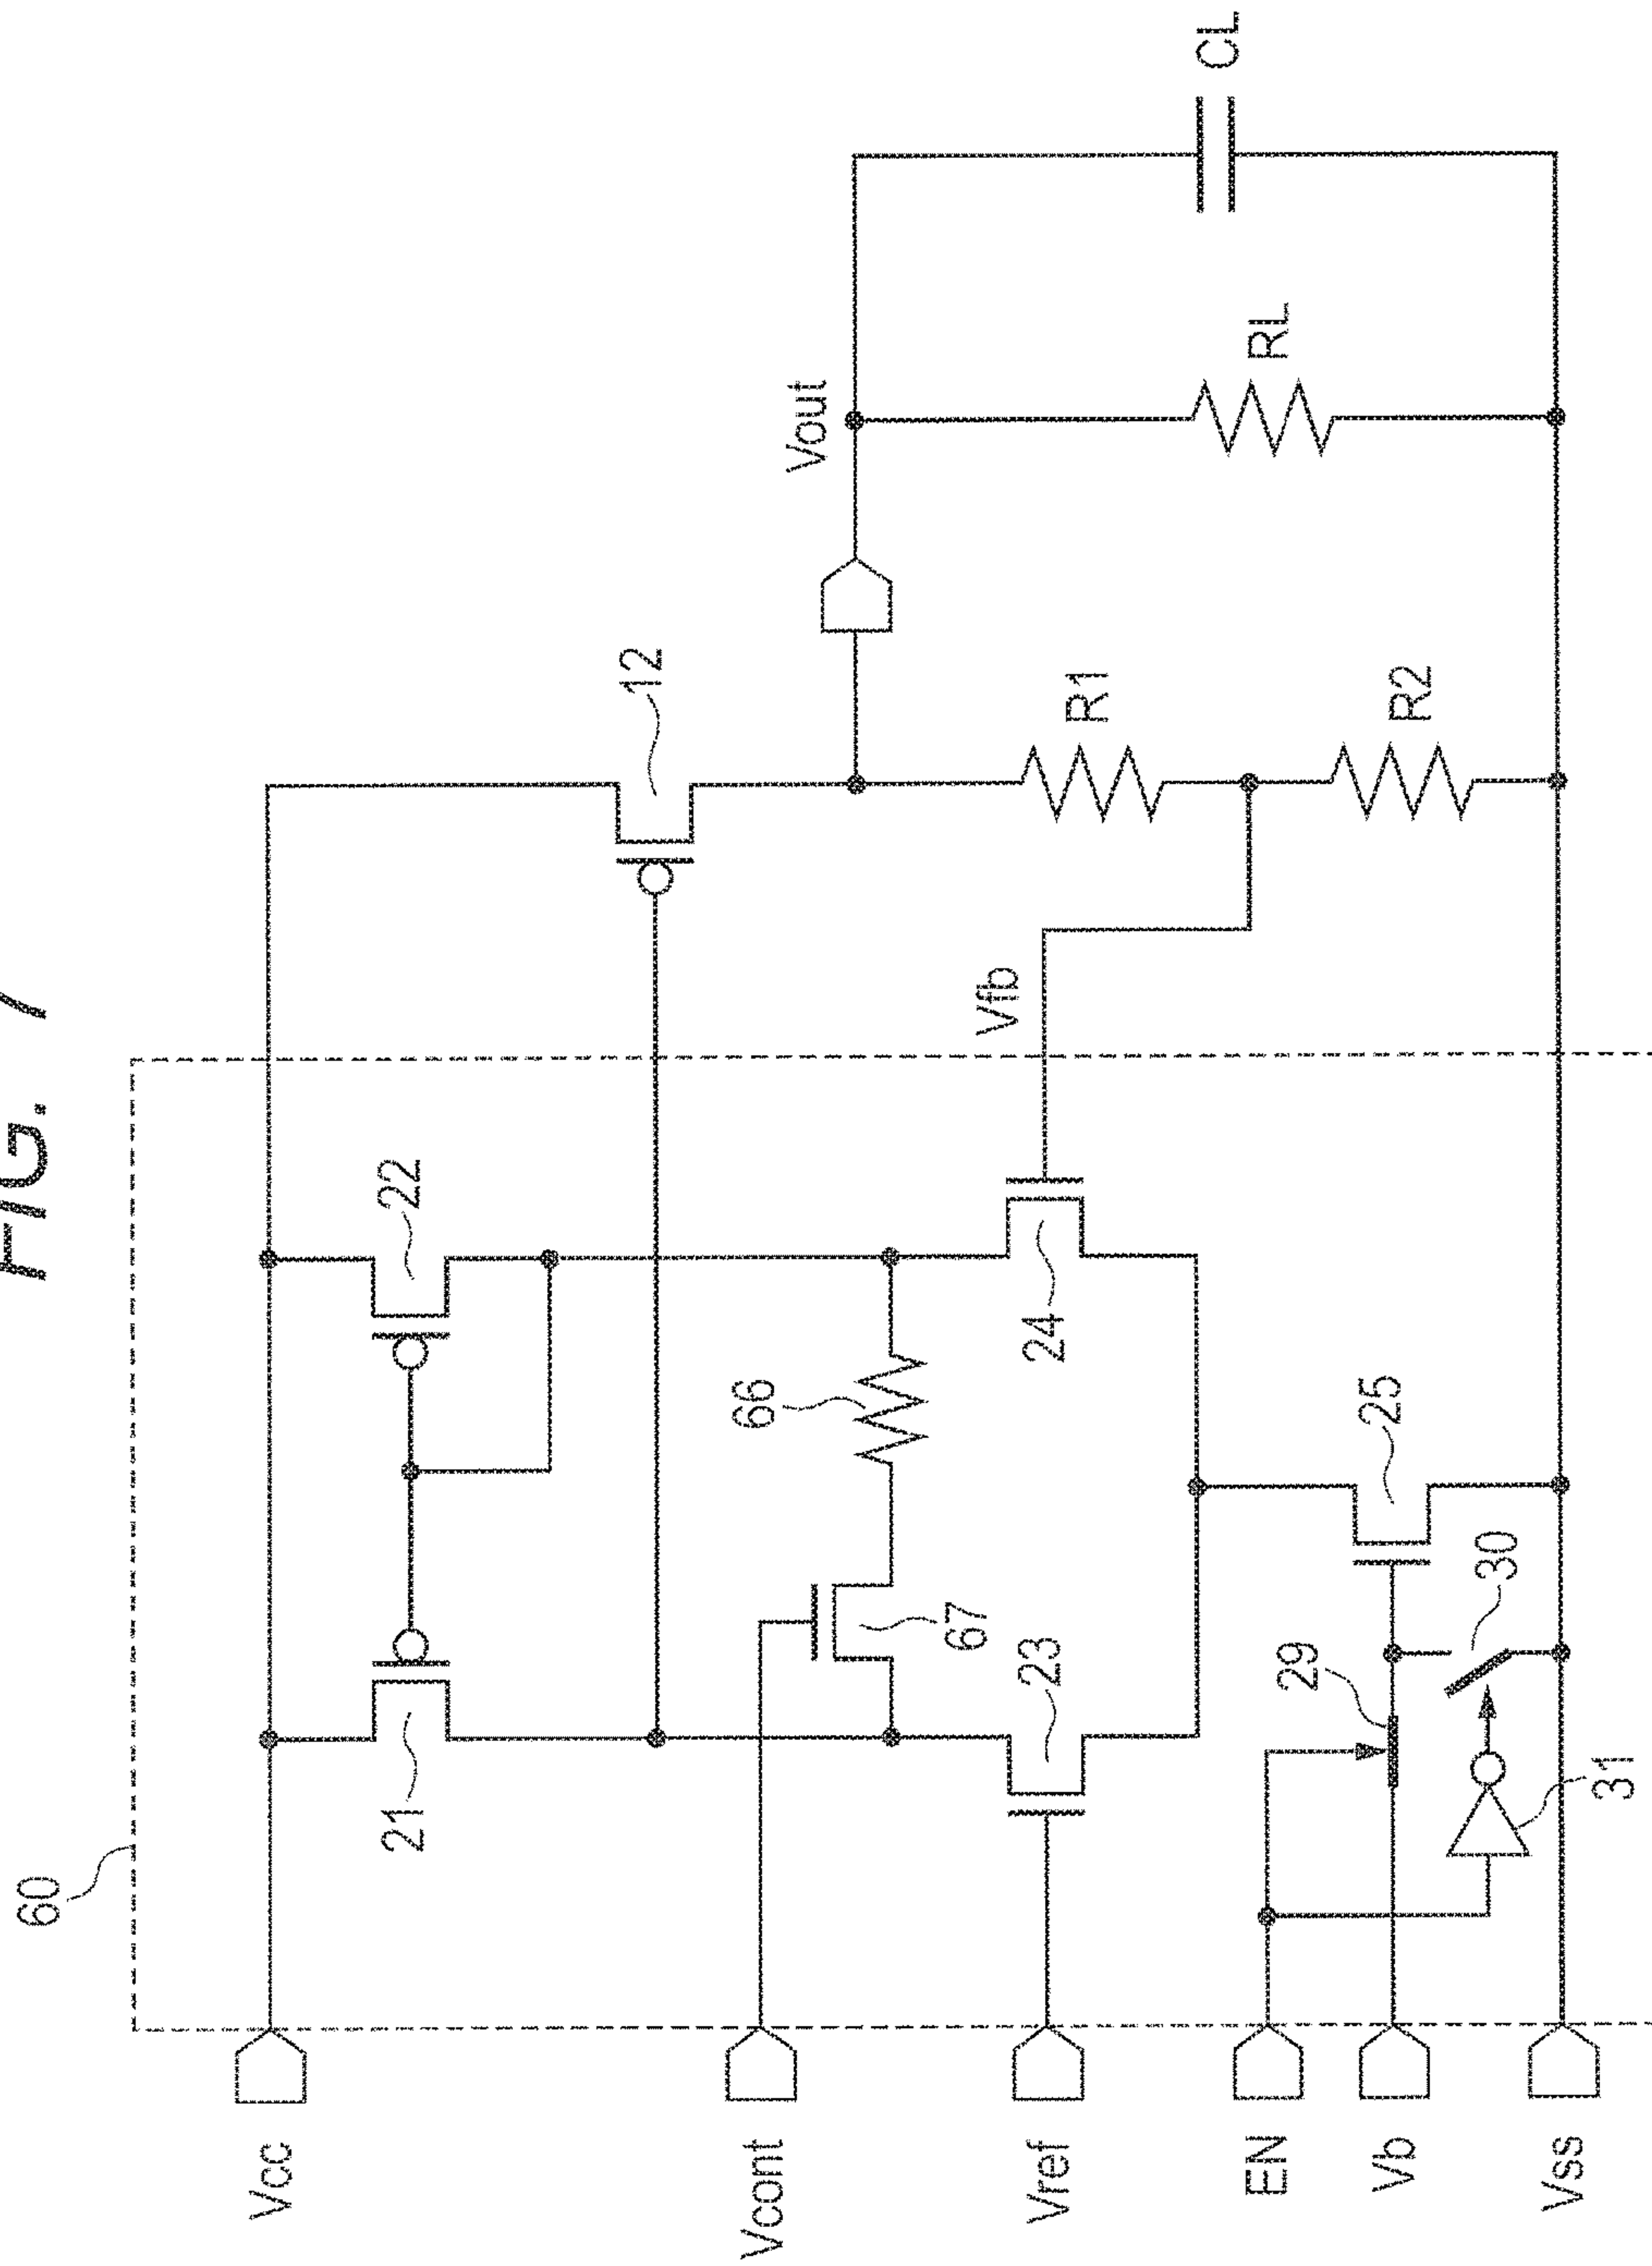 FIG. 7
60
Vcc
Vcont
Vref
EN
Vb
Vss
21
22
12
66
67
23
24
Vfb
25
29
30
31
Vout
R1
R2
RL
CL